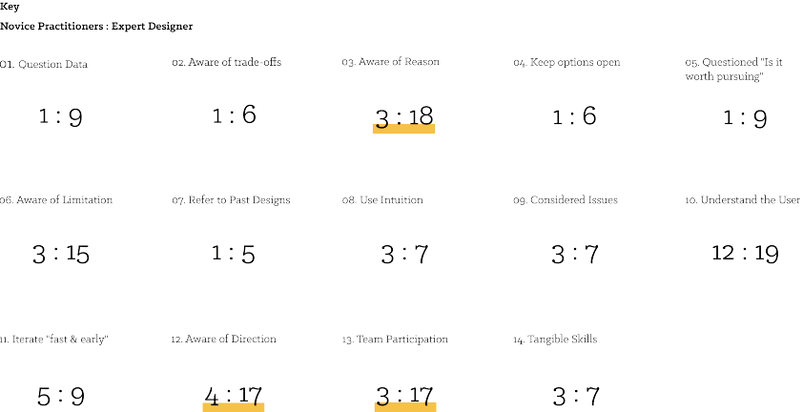 Key
Novice Practitioners : Expert Designer
01. Question Data
02. Aware of trade-offs
03. Aware of Reason
04. Keep options open
05. Questioned "Is it
worth pursuing"
1 : 9
1 : 6
3 : 18
1 : 6
1 : 9
06. Aware of Limitation
07. Refer to Past Designs
08. Use Intuition
09. Considered Issues
10. Understand the User
3 : 15
1 : 5
3 : 7
3 : 7
12 : 19
11. Iterate "fast & early"
12. Aware of Direction
13. Team Participation
14. Tangible Skills
5 : 9
4 : 17
3 : 17
3 : 7